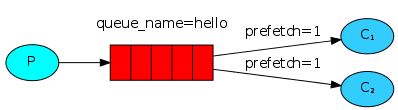 queue_name=hello
prefetch=1
C₁
P
prefetch=1
C₂